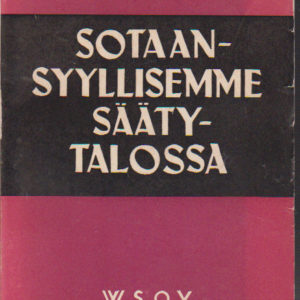 SOTAAN-
SYYLLISEMME
SÄÄTY-
TALOSSA
WSOY